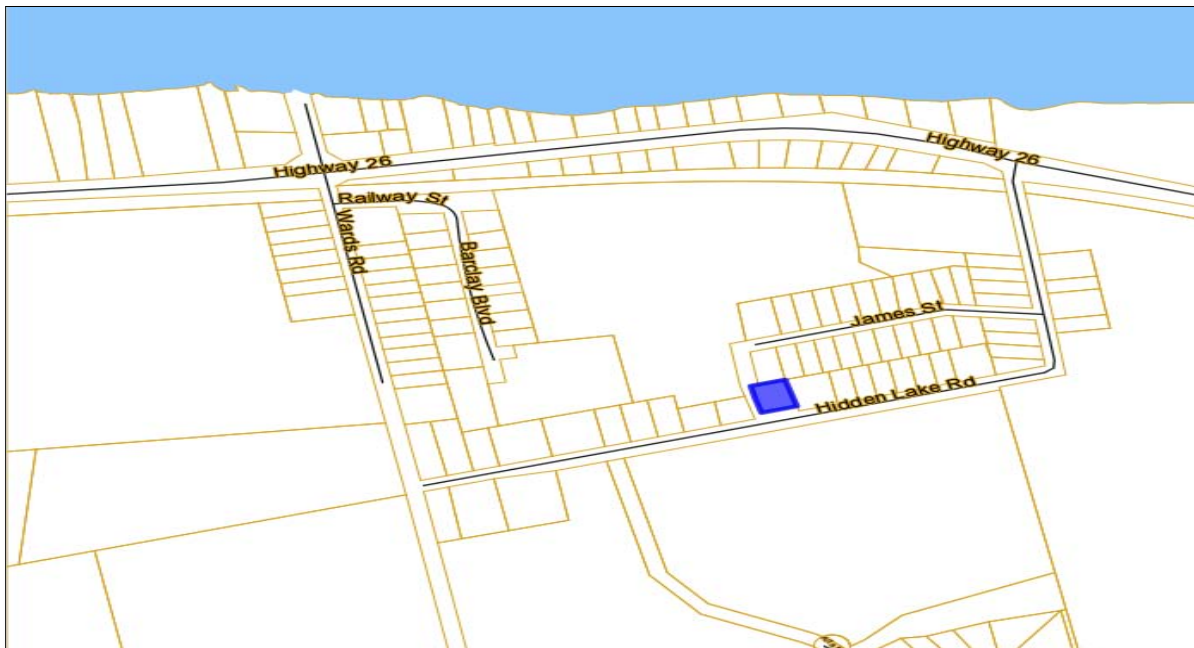 Highway 26
Highway 26
Railway St
Wards Rd
Barclay Blvd
James St
Hidden Lake Rd